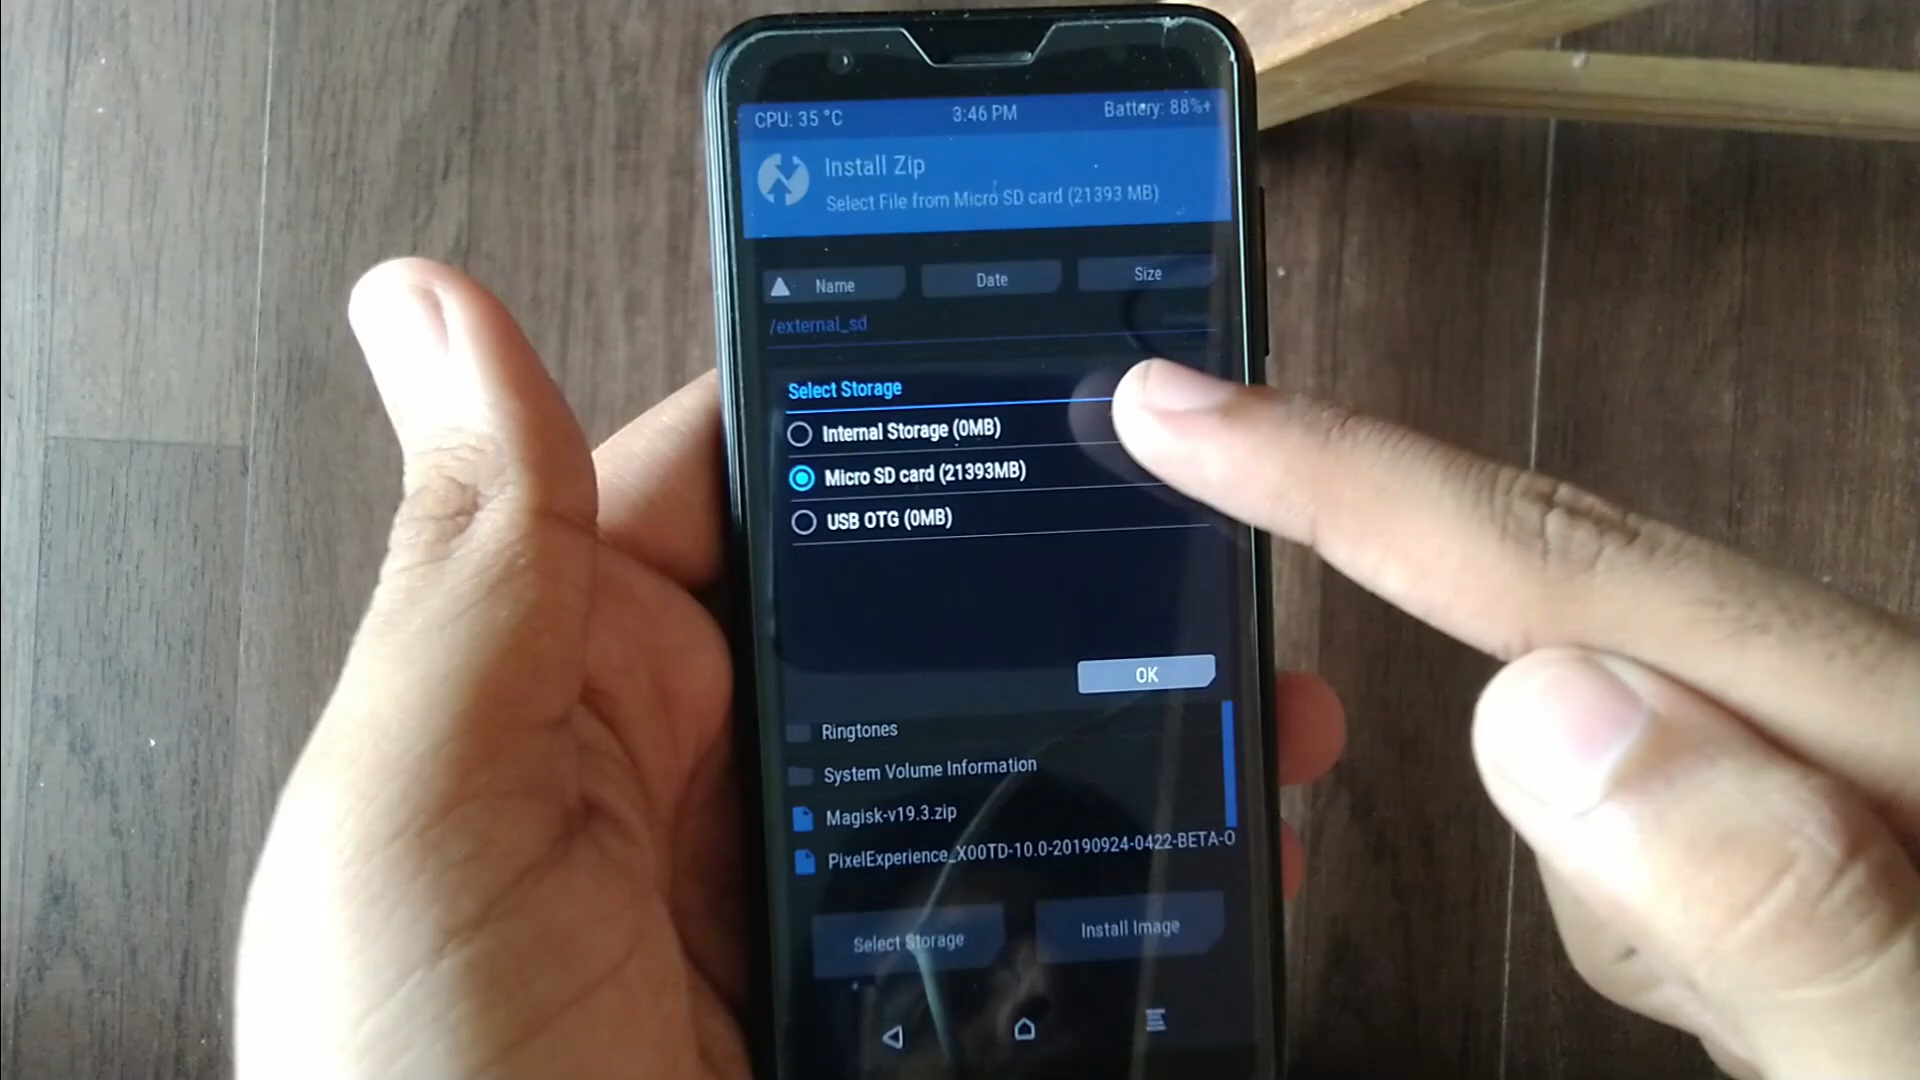 CPU: 35 °C 3:46 PM Battery: 88%+
Install Zip
Select File from Micro SD card (21393 MB)
Name Date Size
/external_sd
Select Storage
Internal Storage (0MB)
Micro SD card (21393MB)
USB OTG (0MB)
OK
Ringtones
System Volume Information
Magisk-v19.3.zip
PixelExperience_X00TD-10.0-20190924-0422-BETA-O
Select Storage Install Image